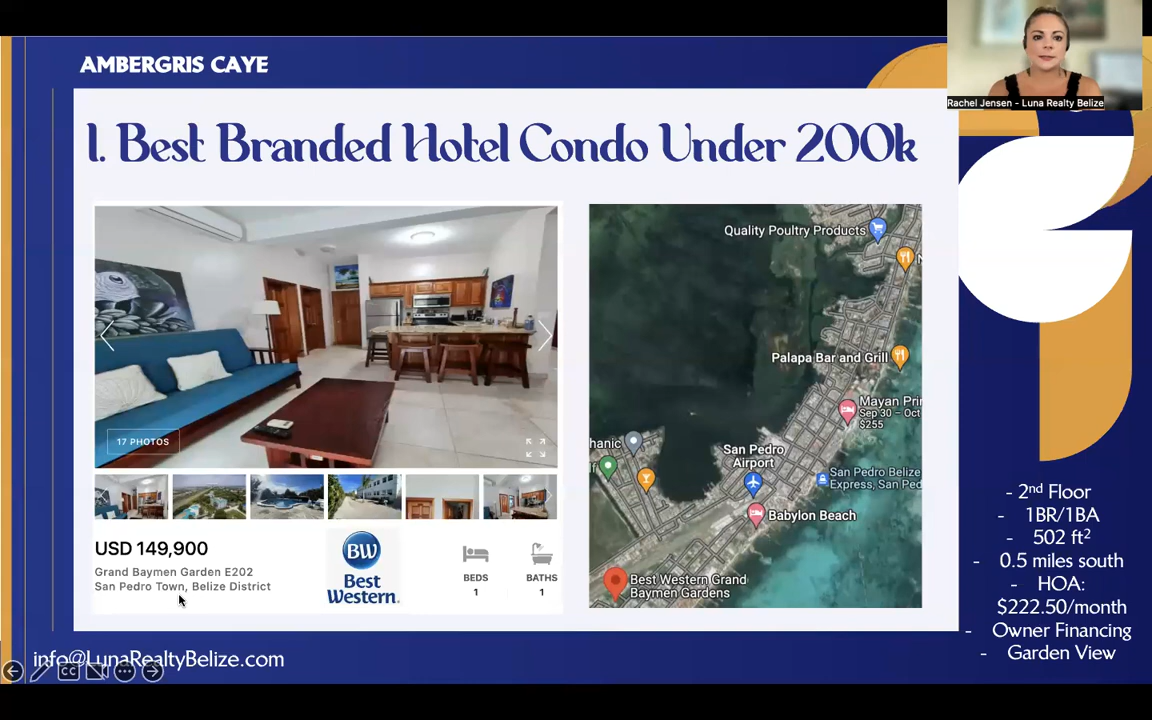 AMBERGRIS CAYE
Rachel Jensen - Luna Realty Belize
1. Best Branded Hotel Condo Under 200k
17 PHOTOS
USD 149,900
Grand Baymen Garden E202
San Pedro Town, Belize District
BW
Best
Western.
BEDS
1
BATHS
1
Quality Poultry Products
Palapa Bar and Grill
Mayan Prin
Sep 30 – Oct
$255
hanic
San Pedro
Airport
San Pedro Belize
Express, San Ped
Babylon Beach
Best Western Grand
Baymen Gardens
- 2nd Floor
- 1BR/1BA
- 502 ft²
- 0.5 miles south
- HOA:
$222.50/month
- Owner Financing
- Garden View
info@LunaRealtyBelize.com
CC